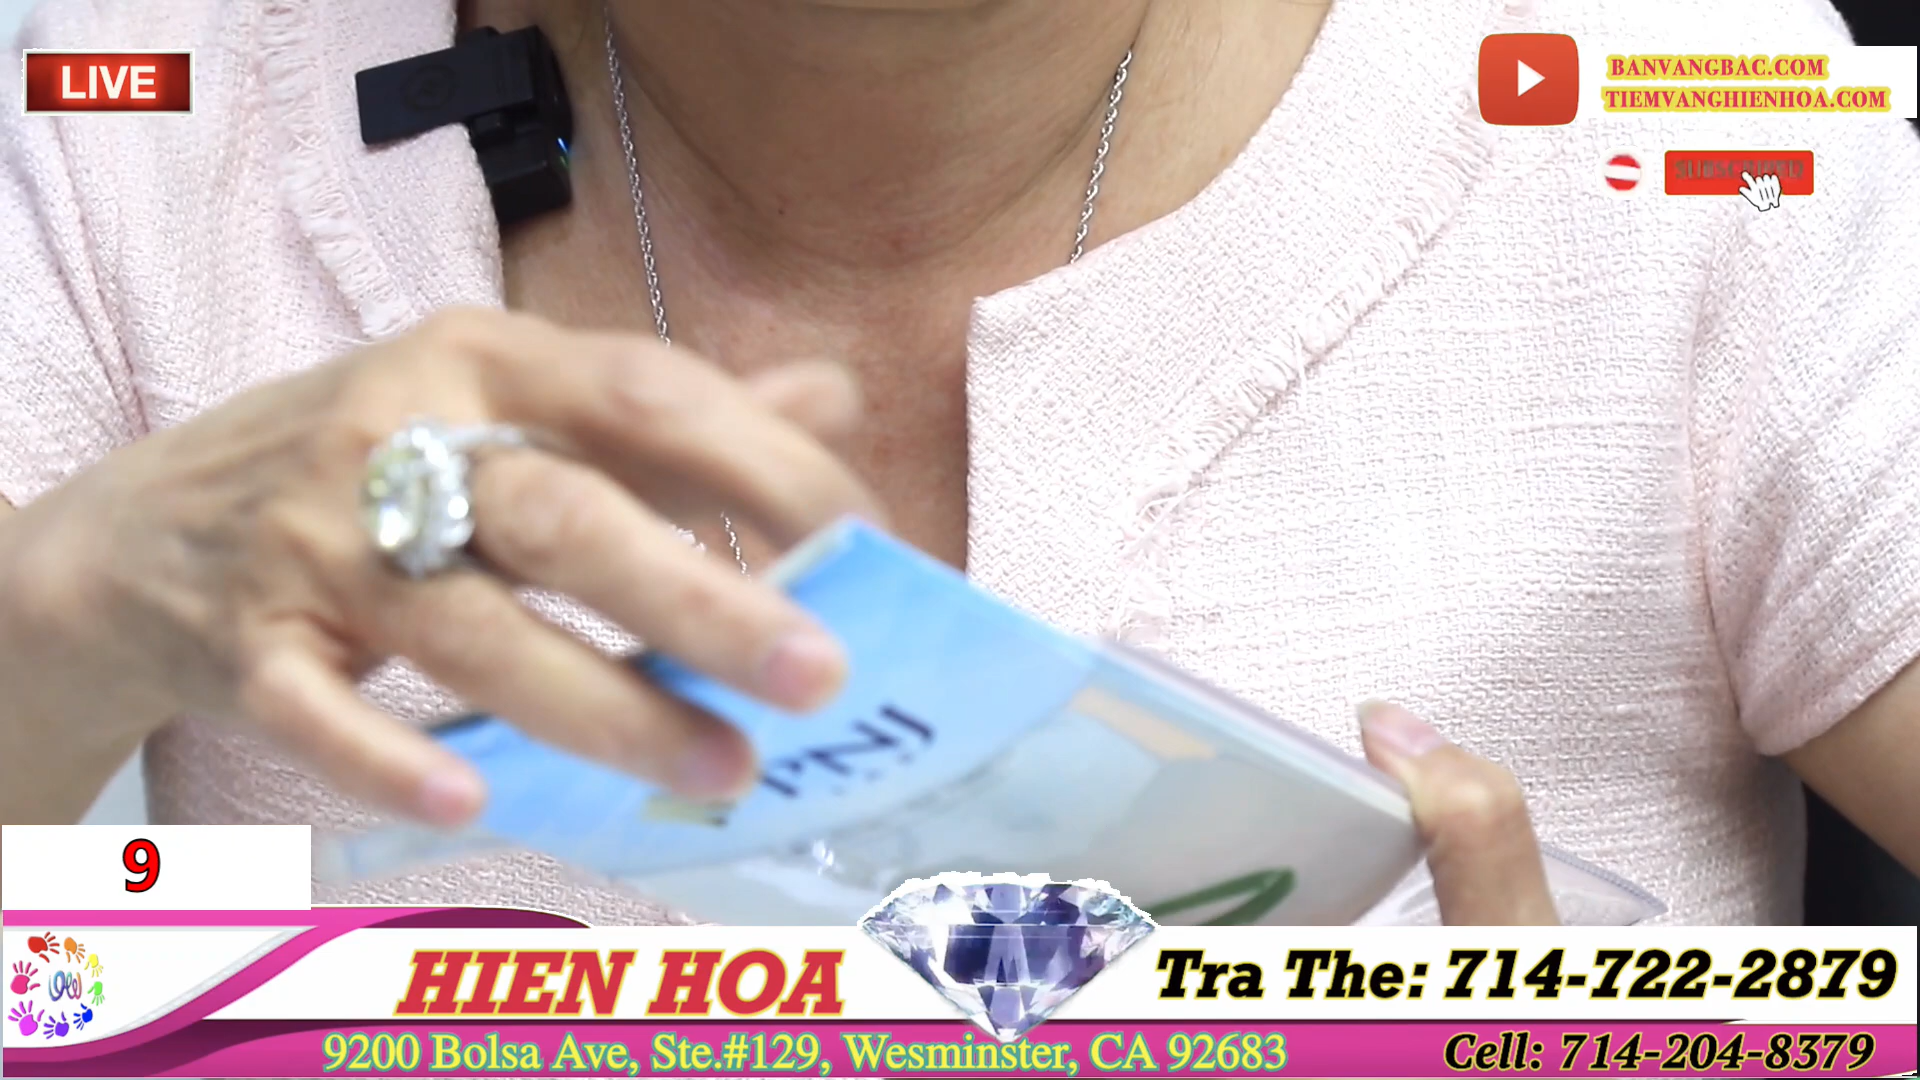 LIVE
BANVANGBAC.COM
TIEMVANGHIENHOA.COM
9
HIEN HOA
Tra The: 714-722-2879
9200 Bolsa Ave, Ste.#129, Wesminster, CA 92683
Cell: 714-204-8379